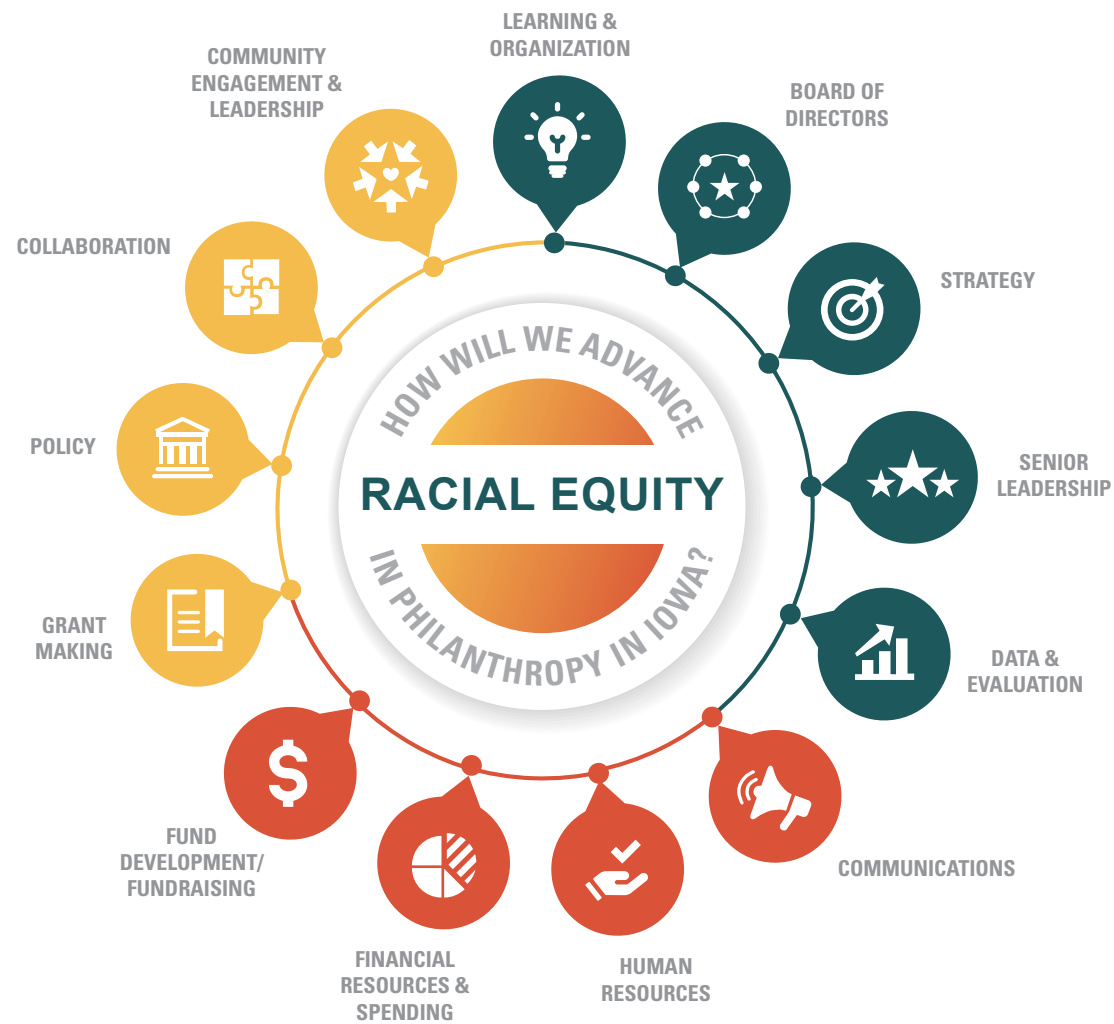 LEARNING &
ORGANIZATION
BOARD OF
DIRECTORS
STRATEGY
SENIOR
LEADERSHIP
DATA &
EVALUATION
COMMUNICATIONS
HUMAN
RESOURCES
FINANCIAL
RESOURCES &
SPENDING
FUND
DEVELOPMENT/
FUNDRAISING
GRANT
MAKING
POLICY
COLLABORATION
COMMUNITY
ENGAGEMENT &
LEADERSHIP
HOW WILL WE ADVANCE
RACIAL EQUITY
IN PHILANTHROPY IN IOWA?
$